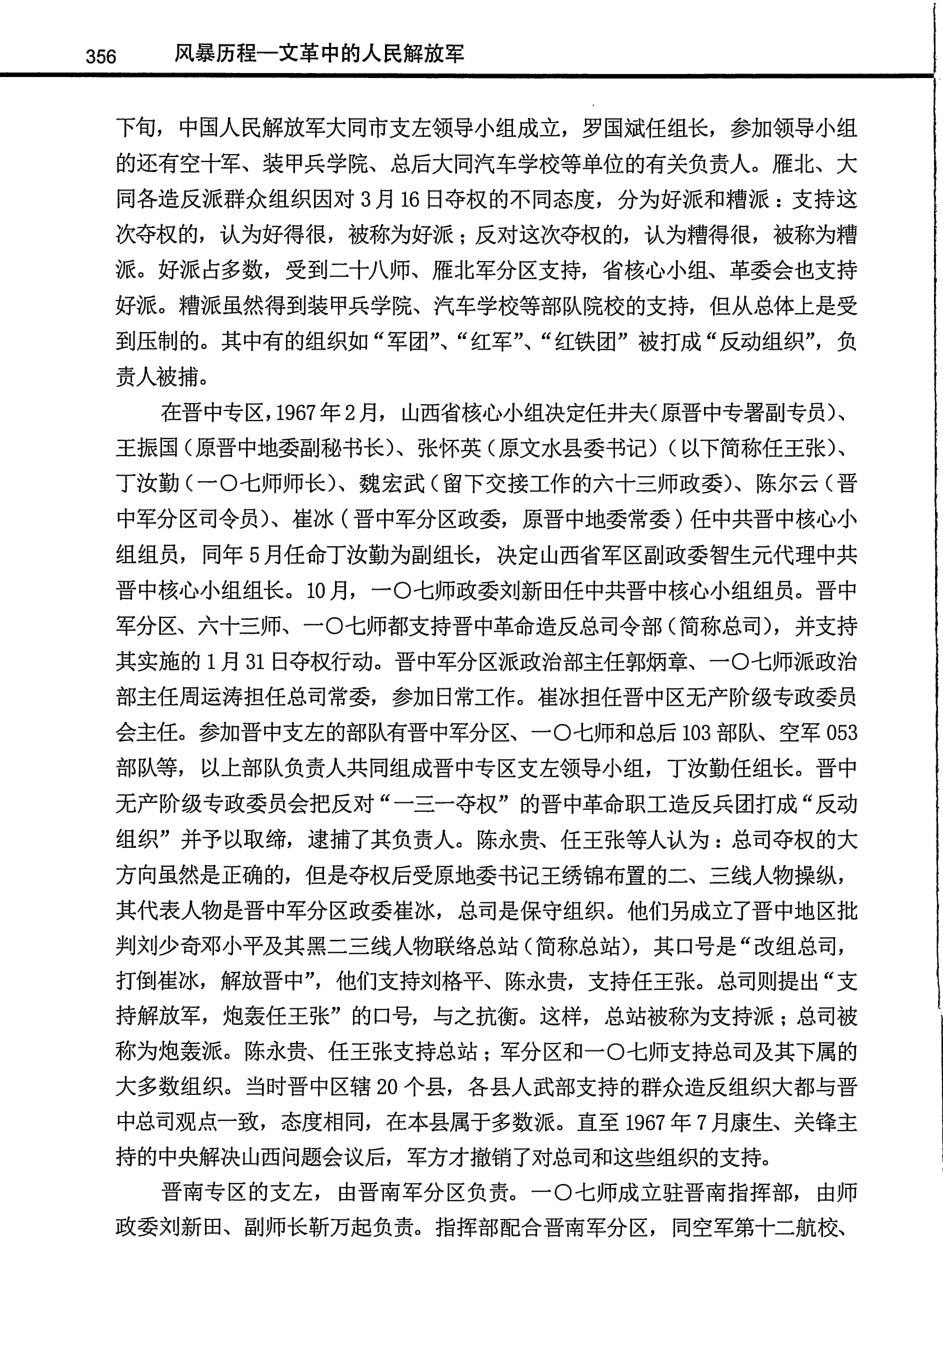 356 风暴历程—文革中的人民解放军
下旬，中国人民解放军大同市支左领导小组成立，罗国斌任组长，参加领导小组
的还有空十军、装甲兵学院、总后大同汽车学校等单位的有关负责人。雁北、大
同各造反派群众组织因对 3 月 16 日夺权的不同态度，分为好派和糟派：支持这
次夺权的，认为好得很，被称为好派；反对这次夺权的，认为糟得很，被称为糟
派。好派占多数，受到二十八师、雁北军分区支持，省核心小组、革委会也支持
好派。糟派虽然得到装甲兵学院、汽车学校等部队院校的支持，但从总体上是受
到压制的。其中有的组织如“军团”、“红军”、“红铁团”被打成“反动组织”，负
责人被捕。
在晋中专区，1967 年 2 月，山西省核心小组决定任井夫（原晋中专署副专员）、
王振国（原晋中地委副秘书长）、张怀英（原文水县委书记）（以下简称任王张）、
丁汝勤（一〇七师师长）、魏宏武（留下交接工作的六十三师政委）、陈尔云（晋
中军分区司令员）、崔冰（晋中军分区政委，原晋中地委常委）任中共晋中核心小
组组员，同年 5 月任命丁汝勤为副组长，决定山西省军区副政委智生元代理中共
晋中核心小组组长。10 月，一〇七师政委刘新田任中共晋中核心小组组员。晋中
军分区、六十三师、一〇七师都支持晋中革命造反总司令部（简称总司），并支持
其实施的 1 月 31 日夺权行动。晋中军分区派政治部主任郭炳章、一〇七师派政治
部主任周运涛担任总司常委，参加日常工作。崔冰担任晋中区无产阶级专政委员
会主任。参加晋中支左的部队有晋中军分区、一〇七师和总后 103 部队、空军 053
部队等，以上部队负责人共同组成晋中专区支左领导小组，丁汝勤任组长。晋中
无产阶级专政委员会把反对“一三一夺权”的晋中革命职工造反兵团打成“反动
组织”并予以取缔，逮捕了其负责人。陈永贵、任王张等人认为：总司夺权的大
方向虽然是正确的，但是夺权后受原地委书记王绣锦布置的二、三线人物操纵，
其代表人物是晋中军分区政委崔冰，总司是保守组织。他们另成立了晋中地区批
判刘少奇邓小平及其黑二三线人物联络总站（简称总站），其口号是“改组总司，
打倒崔冰，解放晋中”，他们支持刘格平、陈永贵，支持任王张。总司则提出“支
持解放军，炮轰任王张”的口号，与之抗衡。这样，总站被称为支持派；总司被
称为炮轰派。陈永贵、任王张支持总站；军分区和一〇七师支持总司及其下属的
大多数组织。当时晋中区辖 20 个县，各县人武部支持的群众造反组织大都与晋
中总司观点一致，态度相同，在本县属于多数派。直至 1967 年 7 月康生、关锋主
持的中央解决山西问题会议后，军方才撤销了对总司和这些组织的支持。
晋南专区的支左，由晋南军分区负责。一〇七师成立驻晋南指挥部，由师
政委刘新田、副师长靳万起负责。指挥部配合晋南军分区，同空军第十二航校、